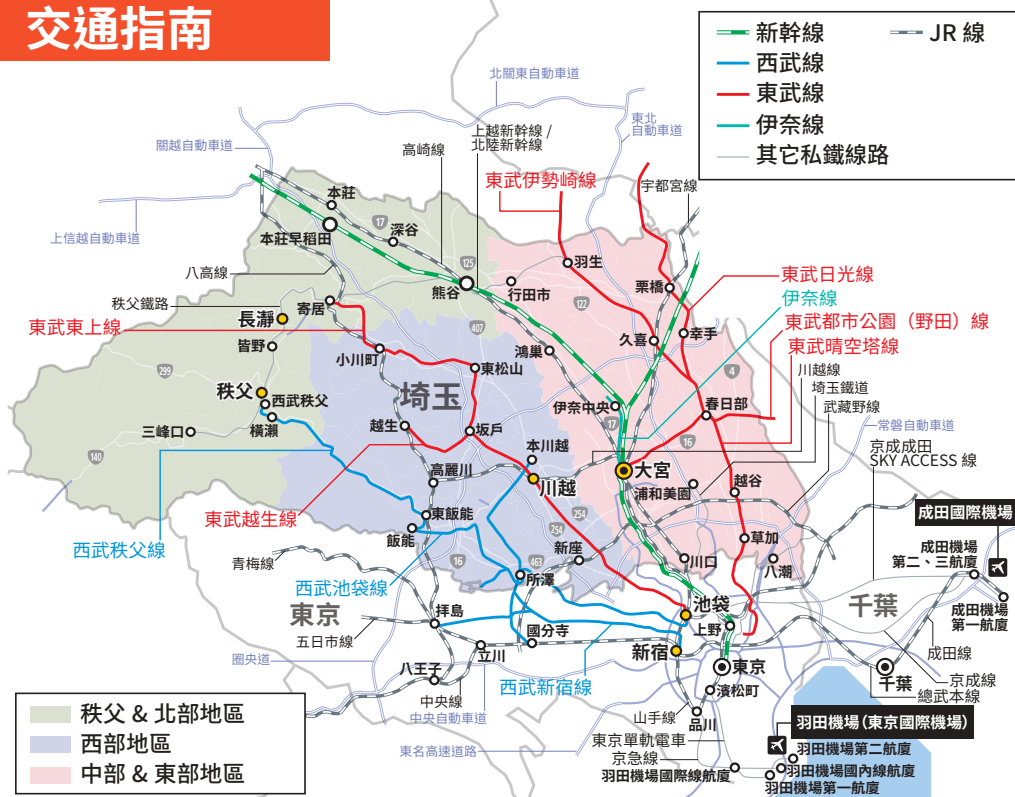 交通指南
新幹線
JR 線
西武線
東武線
伊奈線
其它私鐵線路
北關東自動車道
東北
自動車道
關越自動車道
上越新幹線 /
北陸新幹線
高崎線
東武伊勢崎線
宇都宮線
本莊
17
深谷
本莊早稻田
上信越自動車道
125
羽生
八高線
熊谷
行田市
栗橋
東武日光線
伊奈線
秩父鐵路
寄居
長瀞
122
東武都市公園（野田）線
東武東上線
407
久喜
幸手
皆野
小川町
鴻巢
東武晴空塔線
299
東松山
4
川越線
埼玉鐵道
武藏野線
秩父
西武秩父
埼玉
伊奈中央
春日部
橫瀨
17
三峰口
越生
坂戶
16
常磐自動車道
140
本川越
京成成田
SKY ACCESS 線
高麗川
大宮
川越
浦和美園
越谷
東武越生線
東飯能
254
成田國際機場
西武秩父線
飯能
254
草加
成田機場
第二、三航廈
青梅線
16
463
新座
川口
八潮
西武池袋線
所澤
東京
拜島
池袋
千葉
成田機場
第一航廈
五日市線
上野
國分寺
立川
新宿
圈央道
東京
成田線
八王子
西武新宿線
千葉
京成線
中央線
濱松町
總武本線
秩父 & 北部地區
中央自動車道
山手線
品川
羽田機場（東京國際機場）
西部地區
東名高速道路
東京單軌電車
羽田機場第二航廈
京急線
中部 & 東部地區
羽田機場國際線航廈
羽田機場國內線航廈
羽田機場第一航廈